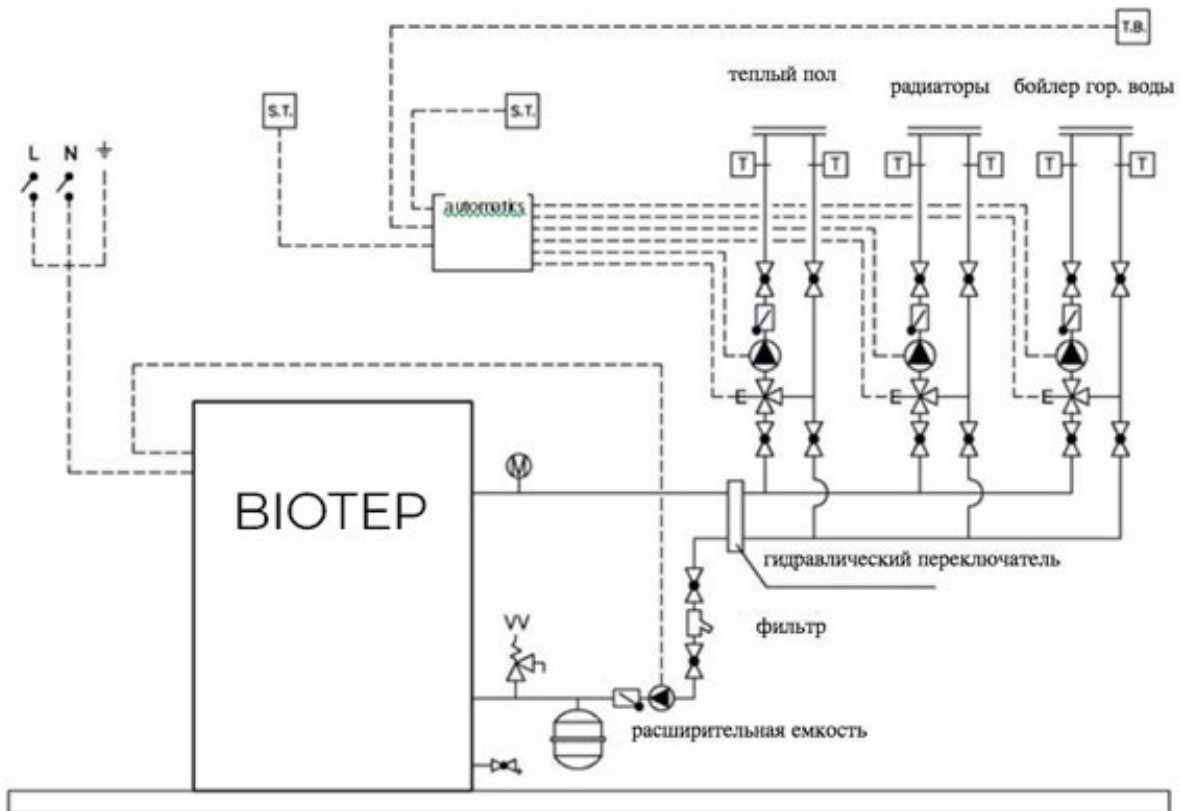 T.B.
теплый пол
радиаторы
бойлер гор. воды
S.T.
S.T.
L N
T T T T T T
automatics
E E E
BIOTEP
M
гидравлический переключатель
фильтр
VV
расширительная емкость